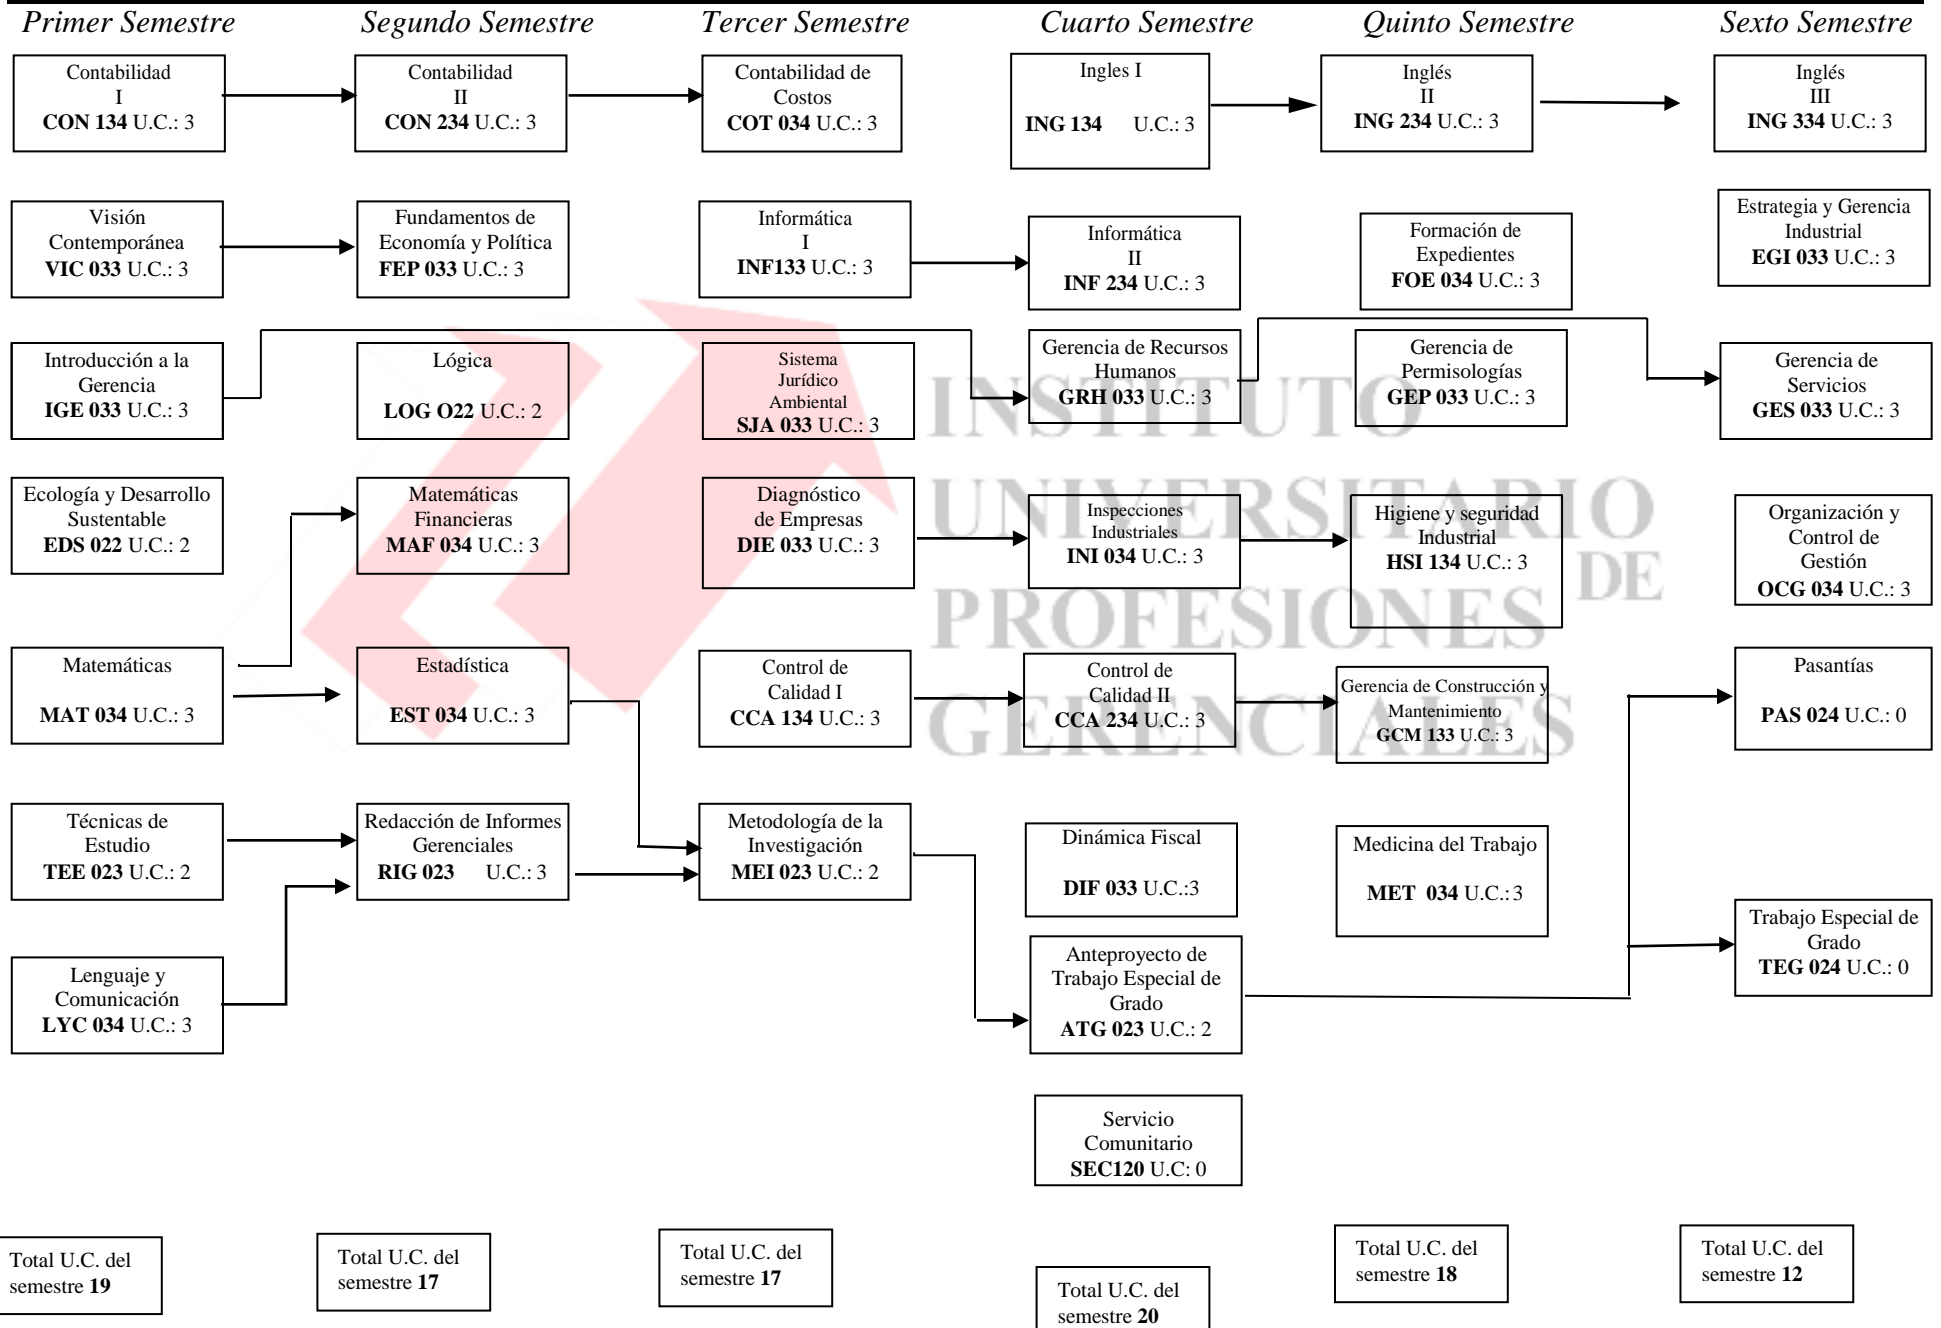 Primer Semestre
Segundo Semestre
Tercer Semestre
Cuarto Semestre
Quinto Semestre
Sexto Semestre
Contabilidad
I
CON 134 U.C.: 3
Contabilidad
II
CON 234 U.C.: 3
Contabilidad de
Costos
COT 034 U.C.: 3
Ingles I
ING 134 U.C.: 3
Inglés
II
ING 234 U.C.: 3
Inglés
III
ING 334 U.C.: 3
Visión
Contemporánea
VIC 033 U.C.: 3
Fundamentos de
Economía y Política
FEP 033 U.C.: 3
Informática
I
INF133 U.C.: 3
Informática
II
INF 234 U.C.: 3
Formación de
Expedientes
FOE 034 U.C.: 3
Estrategia y Gerencia
Industrial
EGI 033 U.C.: 3
Introducción a la
Gerencia
IGE 033 U.C.: 3
Lógica
LOG O22 U.C.: 2
Sistema
Jurídico
Ambiental
SJA 033 U.C.: 3
Gerencia de Recursos
Humanos
GRH 033 U.C.: 3
Gerencia de
Permisologías
GEP 033 U.C.: 3
Gerencia de
Servicios
GES 033 U.C.: 3
Ecología y Desarrollo
Sustentable
EDS 022 U.C.: 2
Matemáticas
Financieras
MAF 034 U.C.: 3
Diagnóstico
de Empresas
DIE 033 U.C.: 3
Inspecciones
Industriales
INI 034 U.C.: 3
Higiene y seguridad
Industrial
HSI 134 U.C.: 3
Organización y
Control de
Gestión
OCG 034 U.C.: 3
Matemáticas
MAT 034 U.C.: 3
Estadística
EST 034 U.C.: 3
Control de
Calidad I
CCA 134 U.C.: 3
Control de
Calidad II
CCA 234 U.C.: 3
Gerencia de Construcción y
Mantenimiento
GCM 133 U.C.: 3
Pasantías
PAS 024 U.C.: 0
Técnicas de
Estudio
TEE 023 U.C.: 2
Redacción de Informes
Gerenciales
RIG 023 U.C.: 3
Metodología de la
Investigación
MEI 023 U.C.: 2
Dinámica Fiscal
DIF 033 U.C.:3
Medicina del Trabajo
MET 034 U.C.: 3
Trabajo Especial de
Grado
TEG 024 U.C.: 0
Lenguaje y
Comunicación
LYC 034 U.C.: 3
Anteproyecto de
Trabajo Especial de
Grado
ATG 023 U.C.: 2
Servicio
Comunitario
SEC120 U.C: 0
Total U.C. del
semestre 19
Total U.C. del
semestre 17
Total U.C. del
semestre 17
Total U.C. del
semestre 20
Total U.C. del
semestre 18
Total U.C. del
semestre 12
INSTITUTO
UNIVERSITARIO
DE
PROFESIONES
GERENCIALES